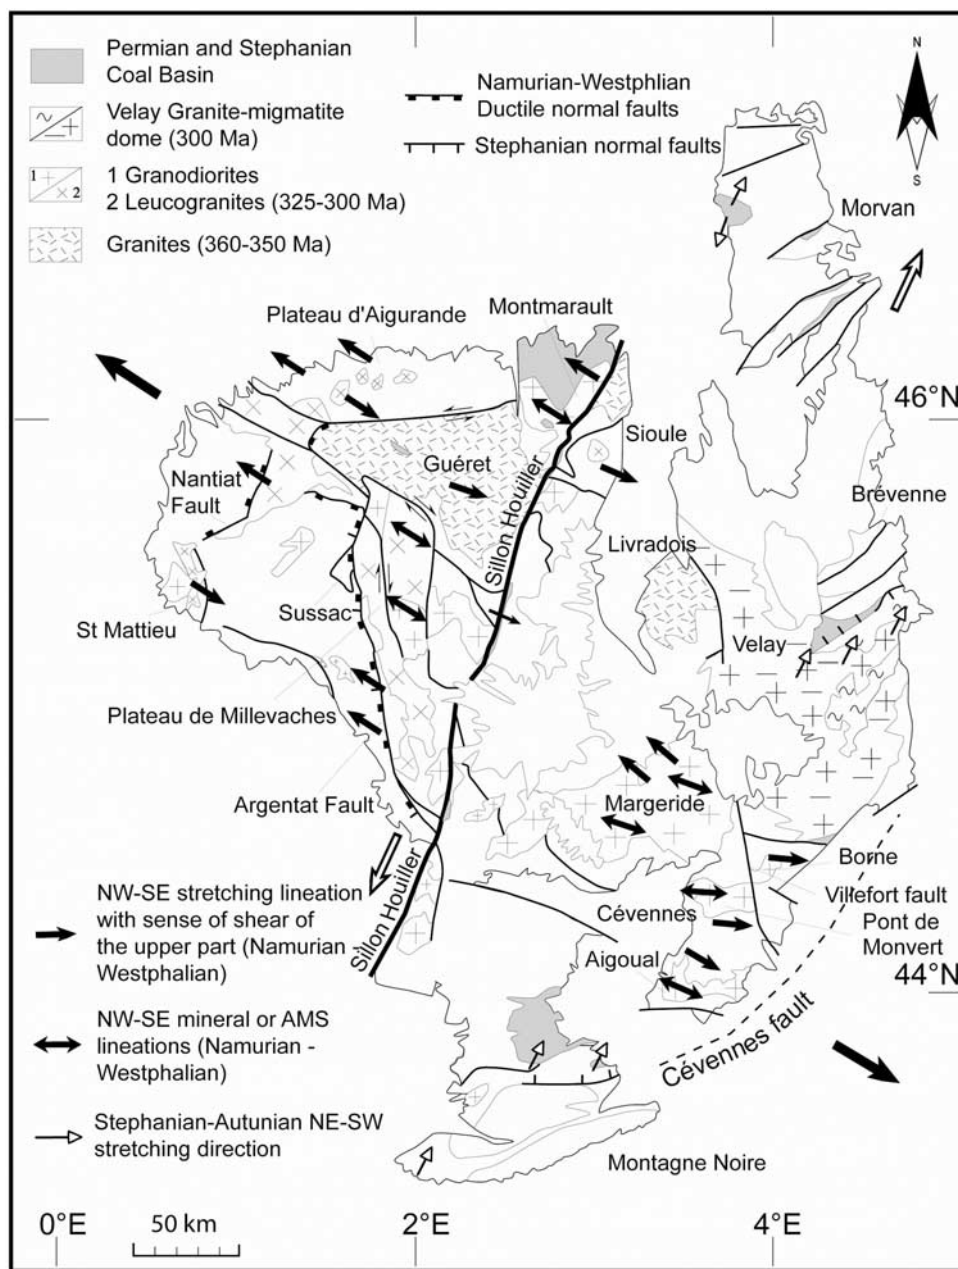 Permian and Stephanian
Coal Basin
Velay Granite-migmatite
dome (300 Ma)
1 2
1 Granodiorites
2 Leucogranites (325-300 Ma)
Granites (360-350 Ma)
Namurian-Westphlian
Ductile normal faults
Stephanian normal faults
N
S
Morvan
Montmarault
Plateau d'Aigurande
46°N
Sioule
Guéret
Nantiat
Fault
Brévenne
Sillon Houiller
Livradois
Sussac
St Mattieu
Velay
Plateau de Millevaches
Argentat Fault
Margeride
Borne
Villefort fault
Pont de
Monvert
Cévennes
Aigoual
Sillon Houiller
44°N
Cévennes fault
NW-SE stretching lineation
with sense of shear of
the upper part (Namurian -
Westphalian)
NW-SE mineral or AMS
lineations (Namurian -
Westphalian)
Stephanian-Autunian NE-SW
stretching direction
Montagne Noire
0°E
50 km
2°E
4°E